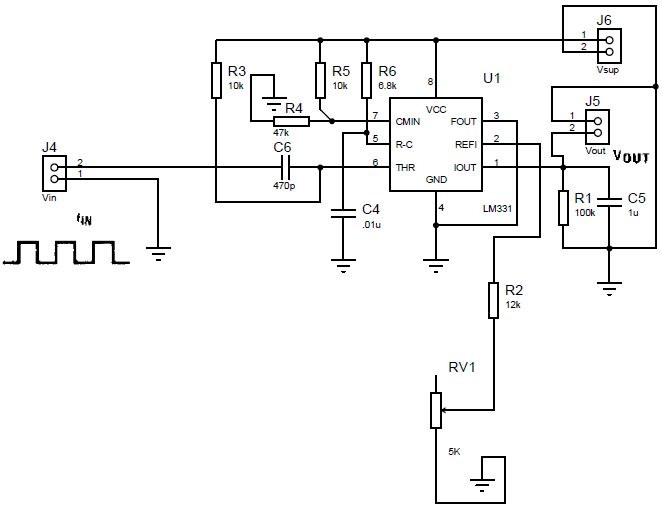 J6
1
2
Vsup
R3
10k
R5
10k
R6
6.8k
8
U1
R4
47k
7
CMIN
VCC
FOUT
3
J5
1
2
Vout
VOUT
5
R-C
REFI
2
C6
470p
6
THR
IOUT
1
GND
4
LM331
J4
2
1
Vin
fIN
C4
.01u
R1
100k
C5
1u
R2
12k
RV1
5K